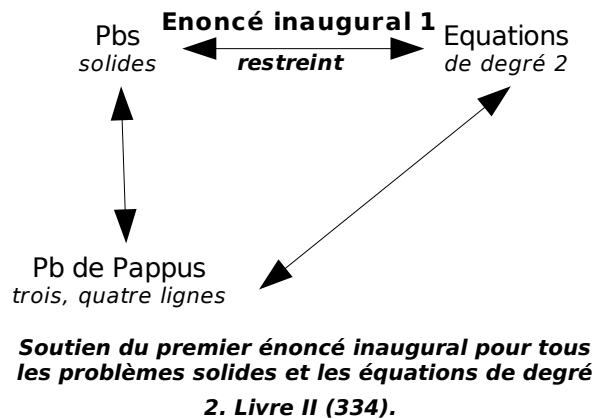 Enoncé inaugural 1
Pbs
Equations
solides
restreint
de degré 2
Pb de Pappus
trois, quatre lignes
Soutien du premier énoncé inaugural pour tous
les problèmes solides et les équations de degré
2. Livre II (334).